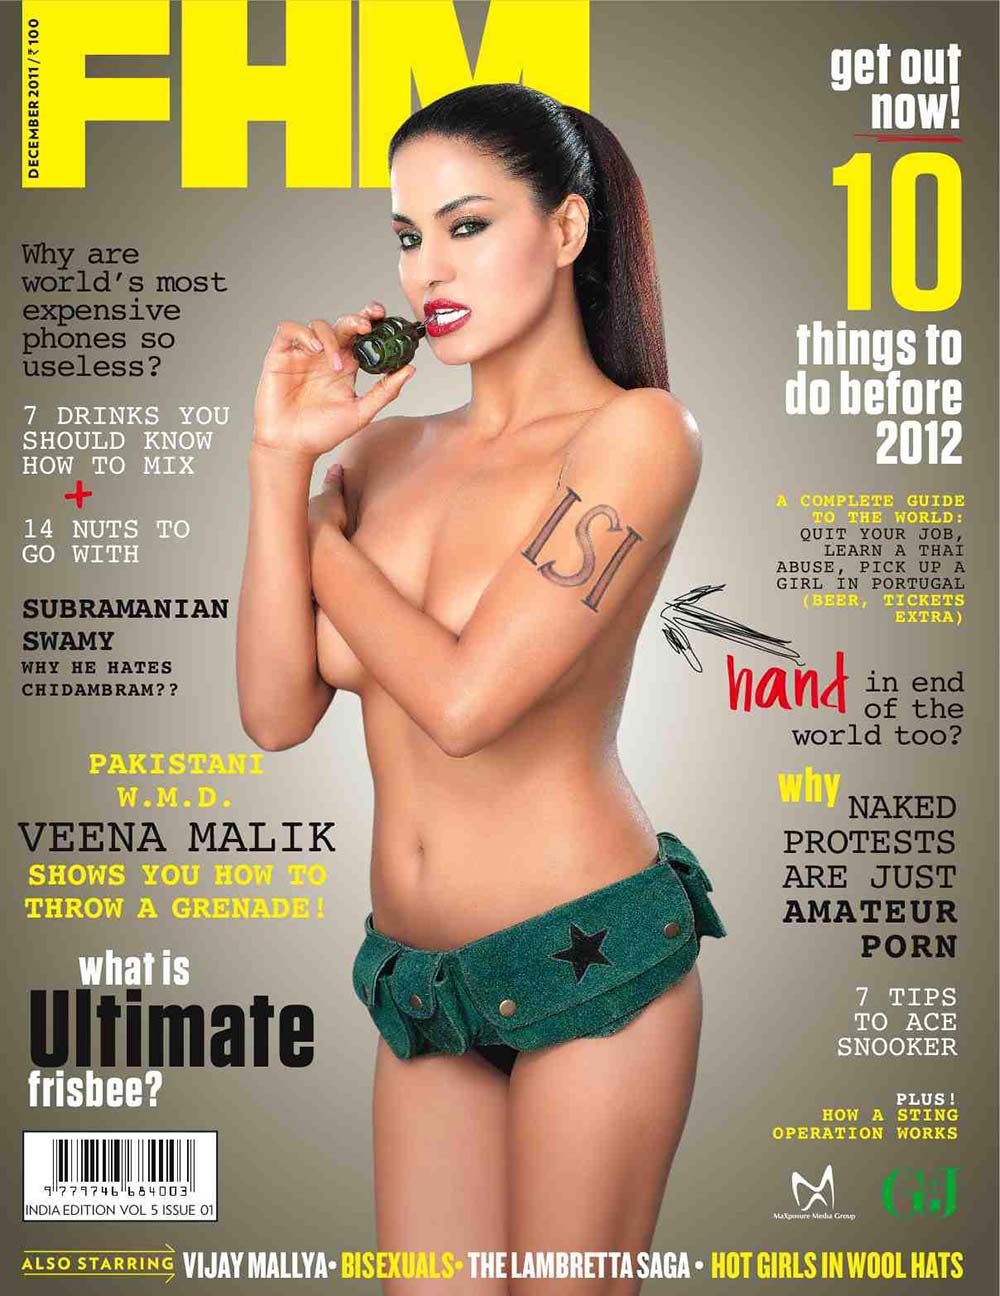 DECEMBER 2011 / ₹ 100
FHM
get out
now!
10
things to
do before
2012
A COMPLETE GUIDE
TO THE WORLD:
QUIT YOUR JOB,
LEARN A THAI
ABUSE, PICK UP A
GIRL IN PORTUGAL
(BEER, TICKETS
EXTRA)
Why are
world's most
expensive
phones so
useless?
7 DRINKS YOU
SHOULD KNOW
HOW TO MIX
+
14 NUTS TO
GO WITH
SUBRAMANIAN
SWAMY
WHY HE HATES
CHIDAMBRAM??
ISI
hand in end
of the
world too?
PAKISTANI
W.M.D.
VEENA MALIK
SHOWS YOU HOW TO
THROW A GRENADE!
why NAKED
PROTESTS
ARE JUST
AMATEUR
PORN
what is
Ultimate
frisbee?
7 TIPS
TO ACE
SNOOKER
PLUS!
HOW A STING
OPERATION WORKS
9 779746 684003
INDIA EDITION VOL 5 ISSUE 01
MaXposure Media Group
G+J
ALSO STARRING VIJAY MALLYA • BISEXUALS • THE LAMBRETTA SAGA • HOT GIRLS IN WOOL HATS